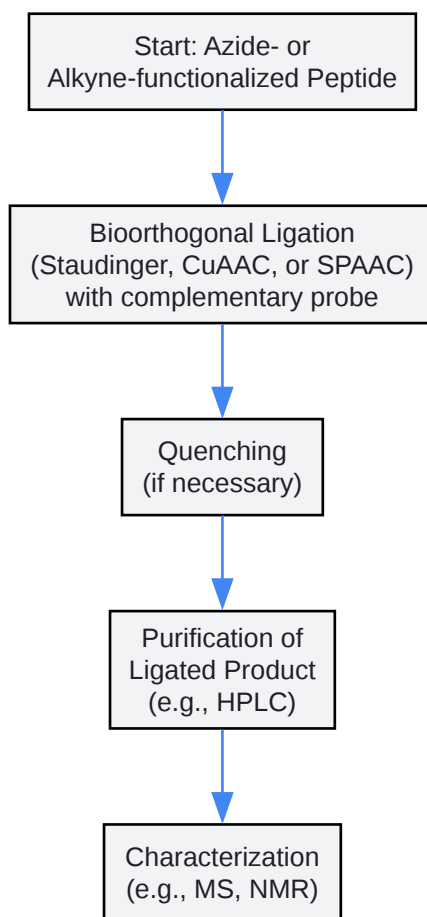 Start: Azide- or
Alkyne-functionalized Peptide
Bioorthogonal Ligation
(Staudinger, CuAAC, or SPAAC)
with complementary probe
Quenching
(if necessary)
Purification of
Ligated Product
(e.g., HPLC)
Characterization
(e.g., MS, NMR)